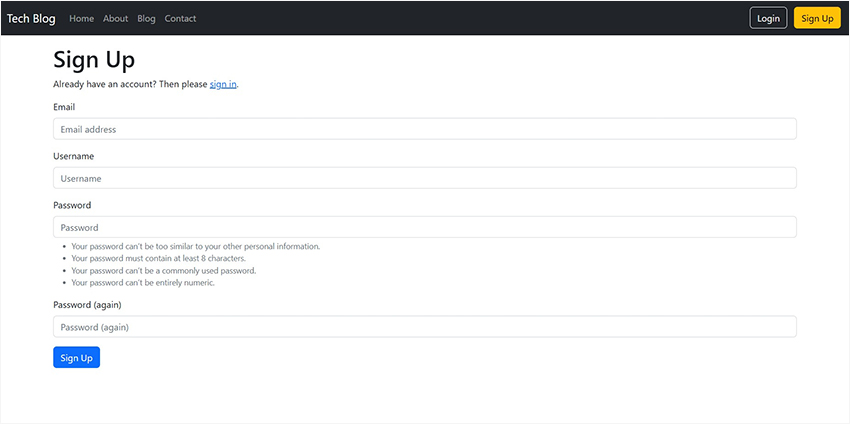 Tech Blog Home About Blog Contact Login Sign Up
Sign Up
Already have an account? Then please sign in.
Email
Email address
Username
Username
Password
Password
Your password can't be too similar to your other personal information.
Your password must contain at least 8 characters.
Your password can't be a commonly used password.
Your password can't be entirely numeric.
Password (again)
Password (again)
Sign Up